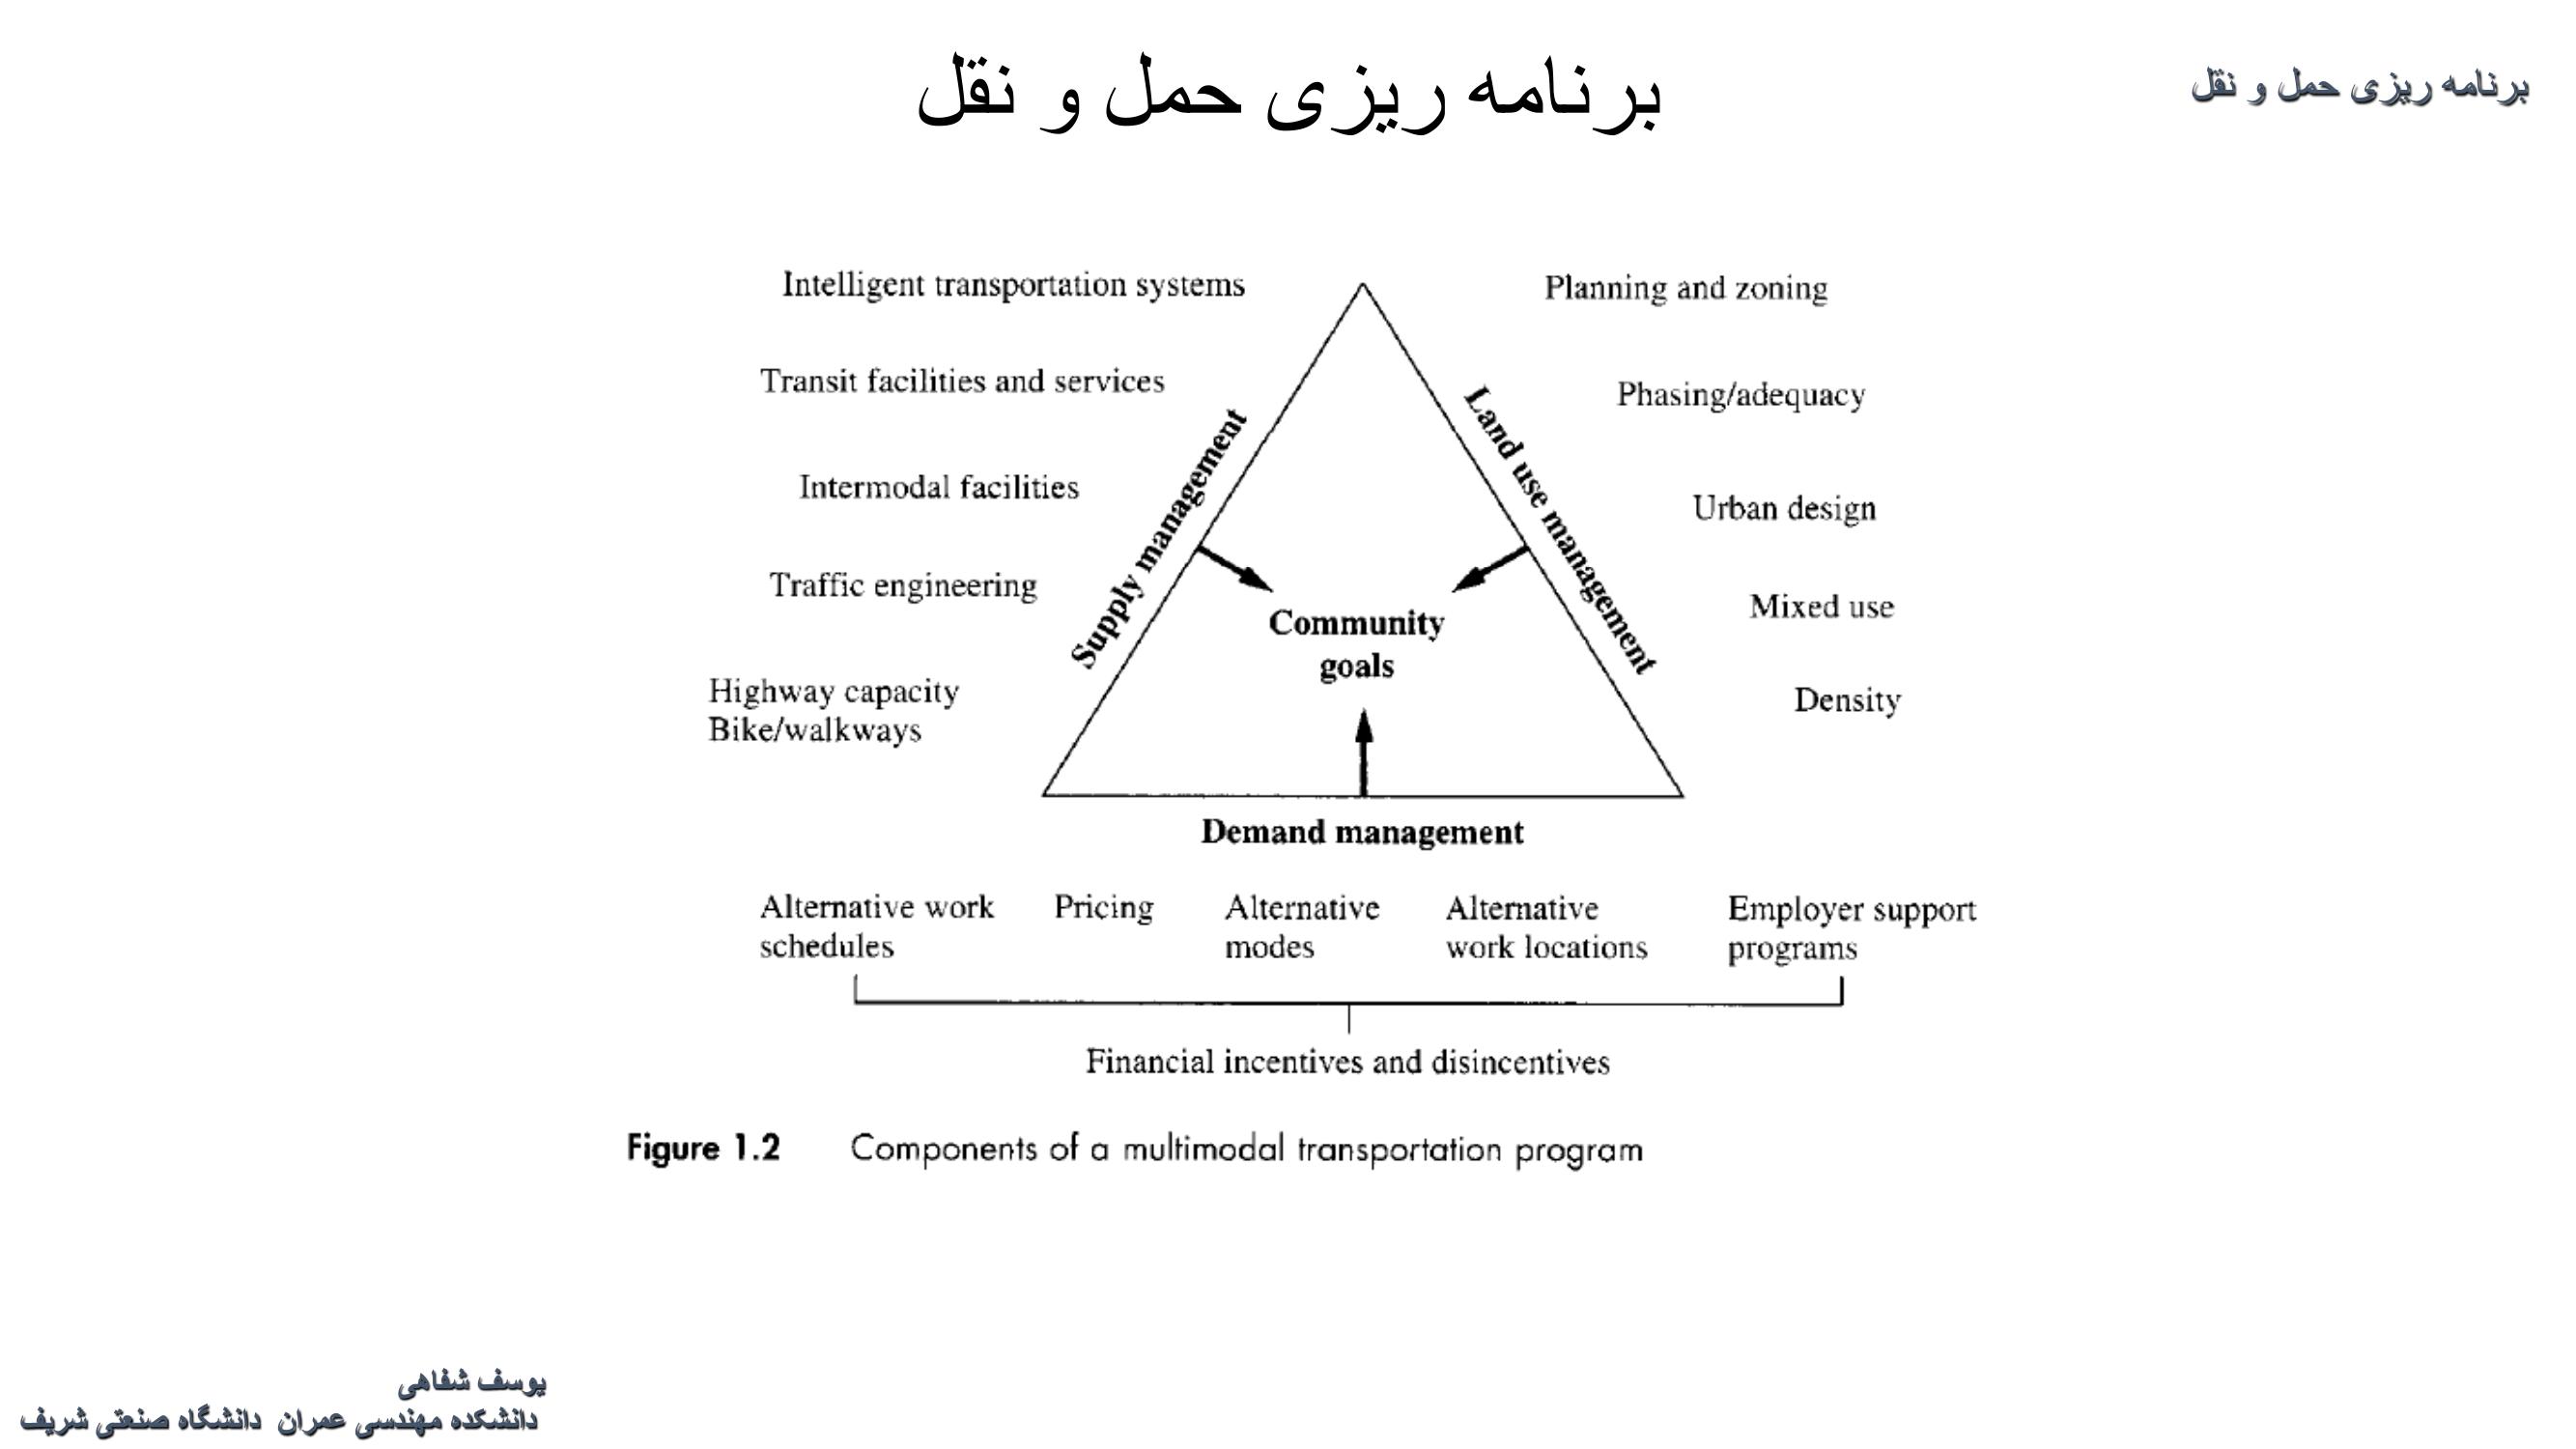 برنامه ریزی حمل و نقل
برنامه ریزی حمل و نقل
Intelligent transportation systems
Transit facilities and services
Intermodal facilities
Traffic engineering
Highway capacity
Bike/walkways
Supply management
Planning and zoning
Phasing/adequacy
Urban design
Mixed use
Density
Land use management
Community
goals
Demand management
Alternative work
schedules
Pricing
Alternative
modes
Alternative
work locations
Employer support
programs
Financial incentives and disincentives
Figure 1.2 Components of a multimodal transportation program
یوسف شفاهی
دانشکده مهندسی عمران دانشگاه صنعتی شریف